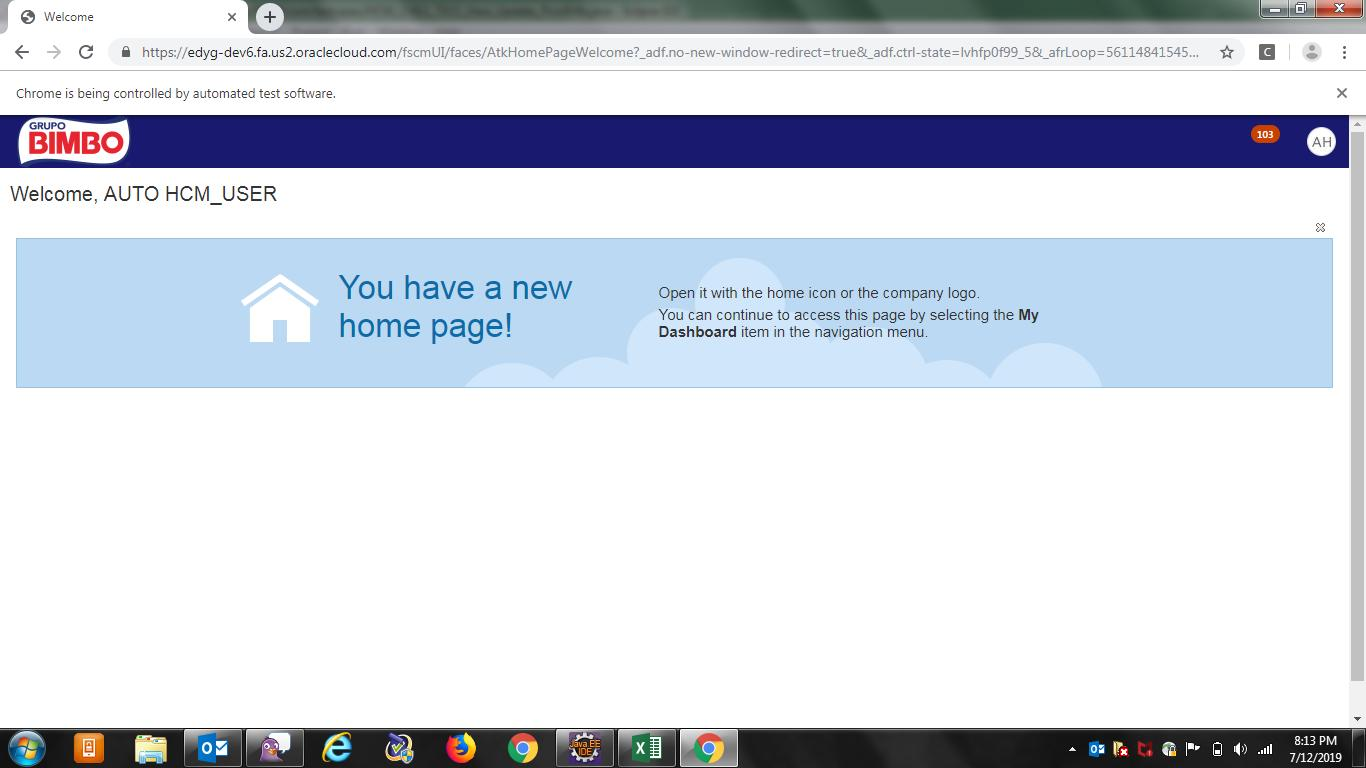 Welcome
https://edyg-dev6.fa.us2.oraclecloud.com/fscmUI/faces/AtkHomePageWelcome?_adf.no-new-window-redirect=true&_adf.ctrl-state=lvhfp0f99_5&_afrLoop=56114841545...
C
Chrome is being controlled by automated test software.
GRUPO
BIMBO
103
AH
Welcome, AUTO HCM_USER
You have a new
home page!
Open it with the home icon or the company logo.
You can continue to access this page by selecting the My
Dashboard item in the navigation menu.
Java EE
IDE
8:13 PM
7/12/2019